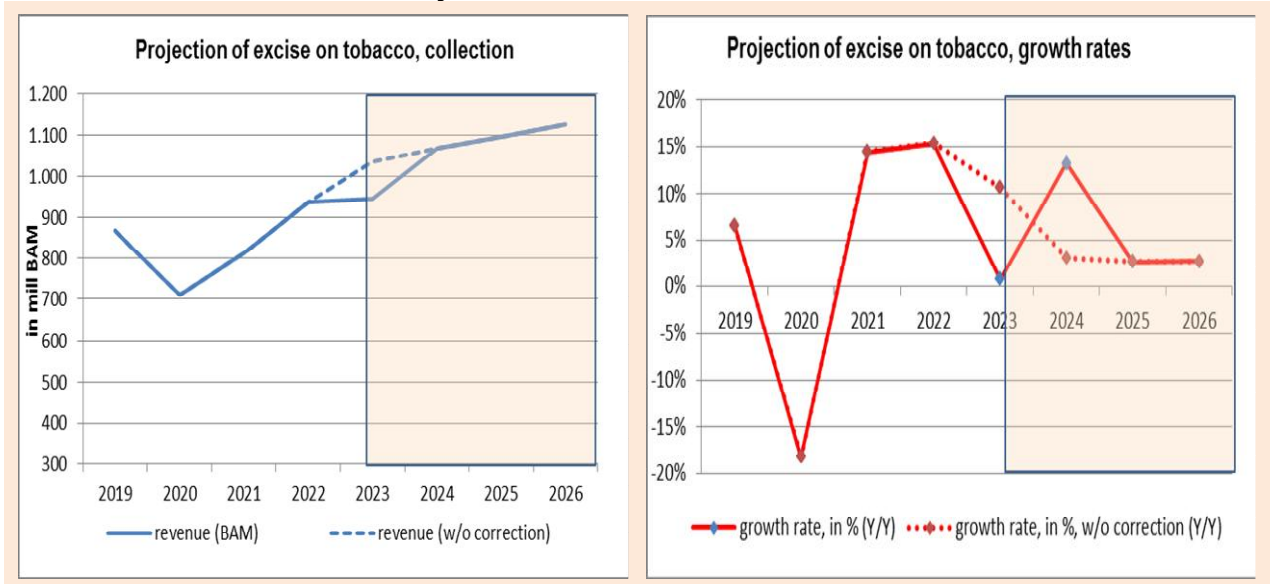 Projection of excise on tobacco, collection
in mill BAM
1.200
1.100
1.000
900
800
700
600
500
400
300
2019 2020 2021 2022 2023 2024 2025 2026
revenue (BAM) revenue (w/o correction)
Projection of excise on tobacco, growth rates
20%
15%
10%
5%
0%
-5%
-10%
-15%
-20%
2019 2020 2021 2022 2023 2024 2025 2026
growth rate, in % (Y/Y) growth rate, in %, w/o correction (Y/Y)